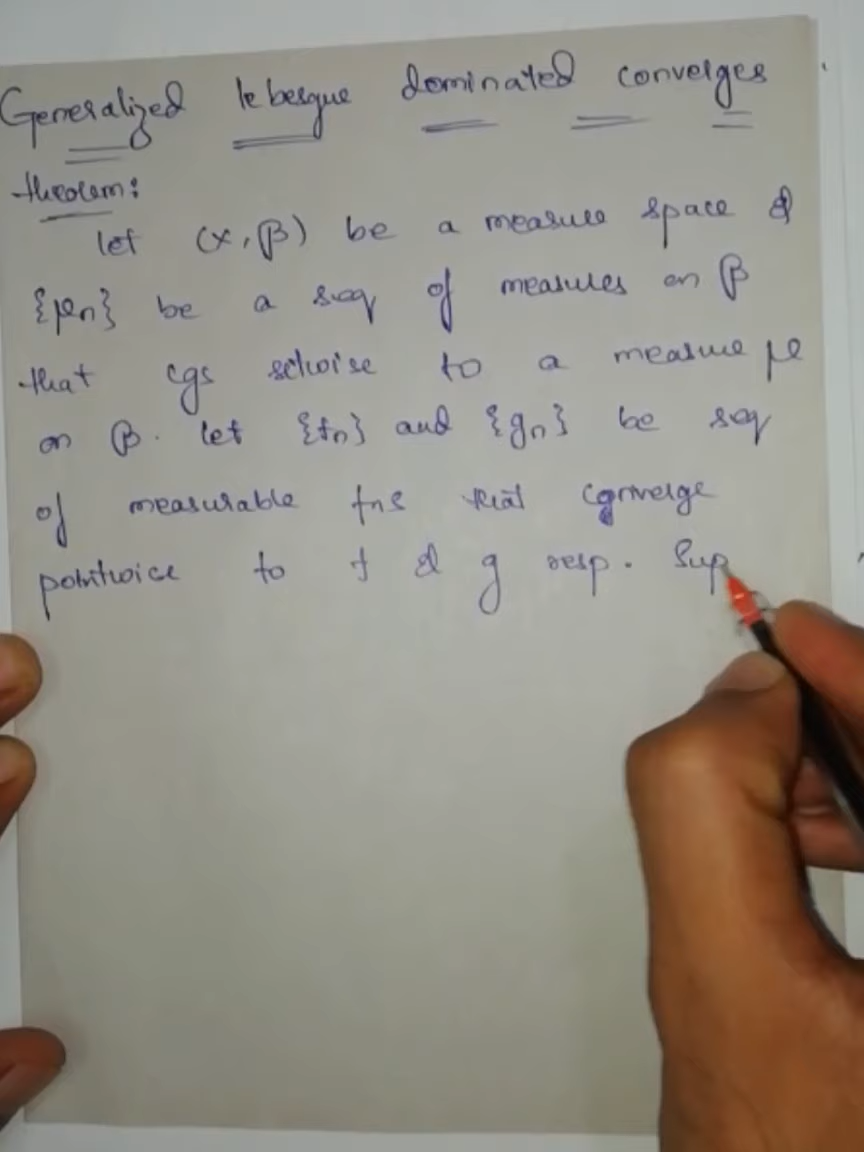 Generalized lebesgue dominated converges
theorem:
let (x, β) be a measure space &
{μn} be a seq of measures on β
that cgs setwise to a measure μ
on β. let {fn} and {gn} be seq
of measurable fns that converge
pointwice to f & g resp. Sup